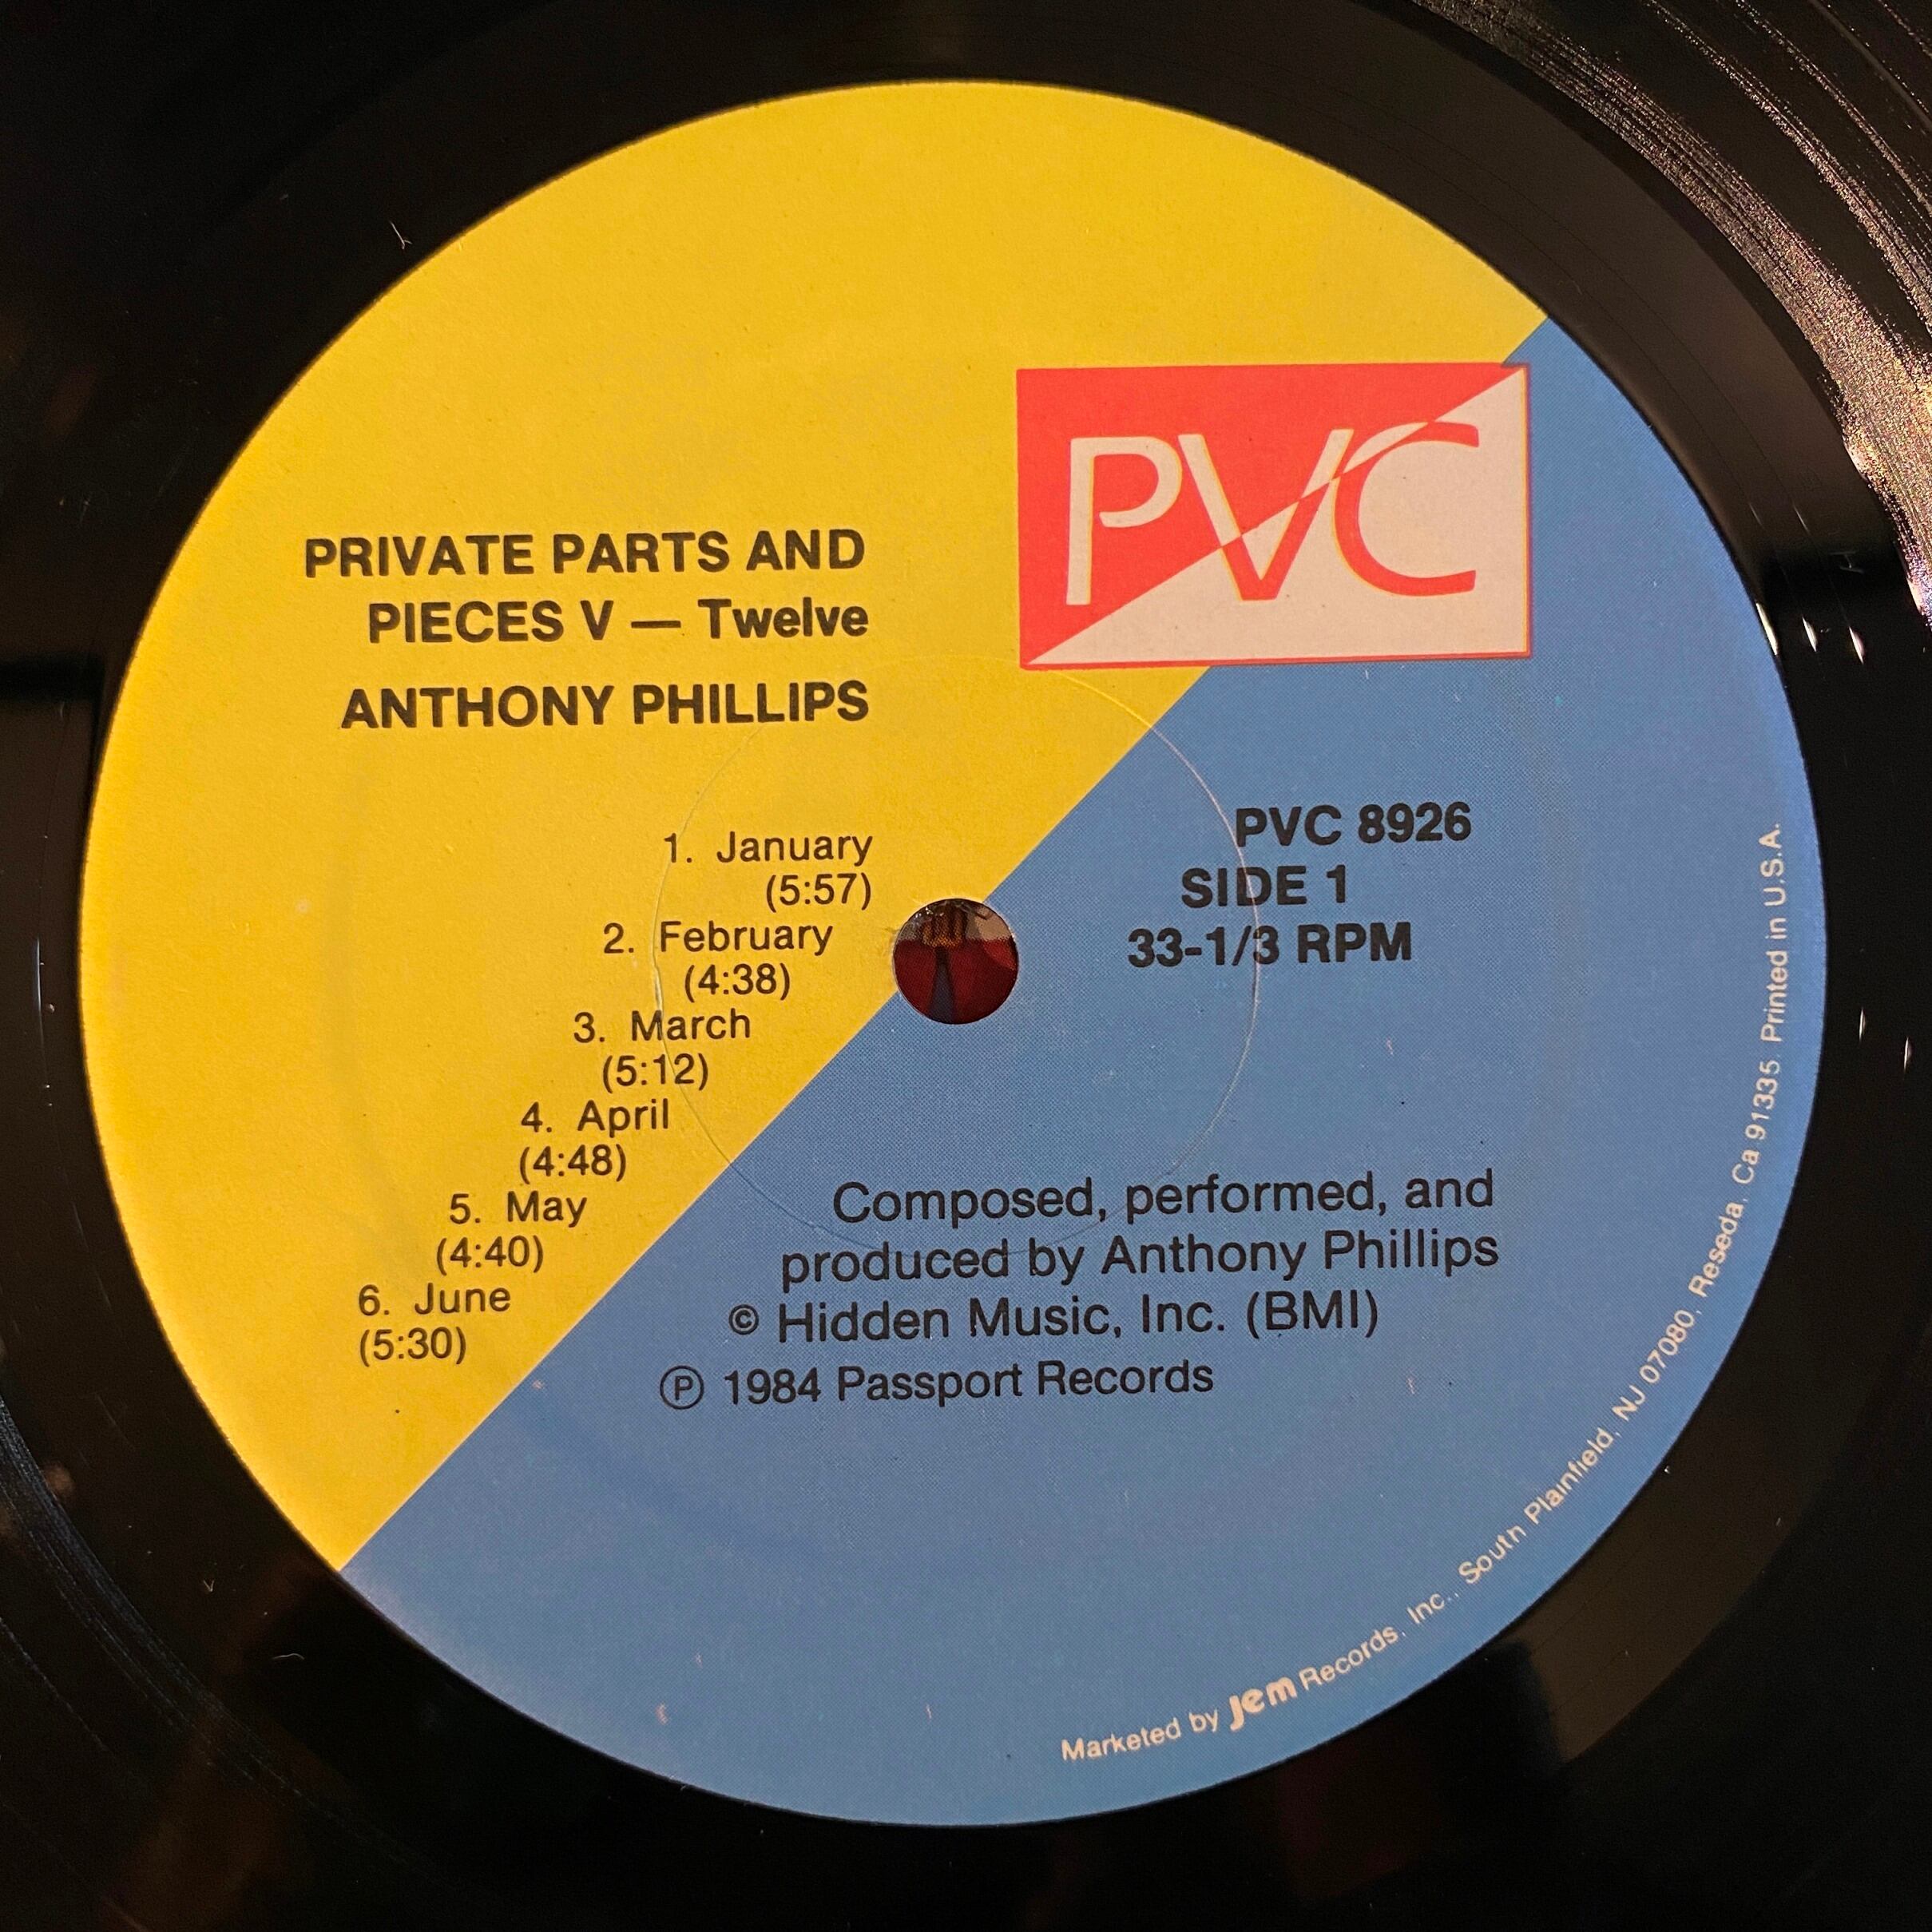 PVC
PRIVATE PARTS AND
PIECES V — Twelve
ANTHONY PHILLIPS
1. January
(5:57)
2. February
(4:38)
3. March
(5:12)
4. April
(4:48)
5. May
(4:40)
6. June
(5:30)
PVC 8926
SIDE 1
33-1/3 RPM
Composed, performed, and
produced by Anthony Phillips
© Hidden Music, Inc. (BMI)
℗ 1984 Passport Records
Marketed by Jem Records, Inc., South Plainfield, NJ 07080, Reseda, Ca 91335. Printed in U.S.A.